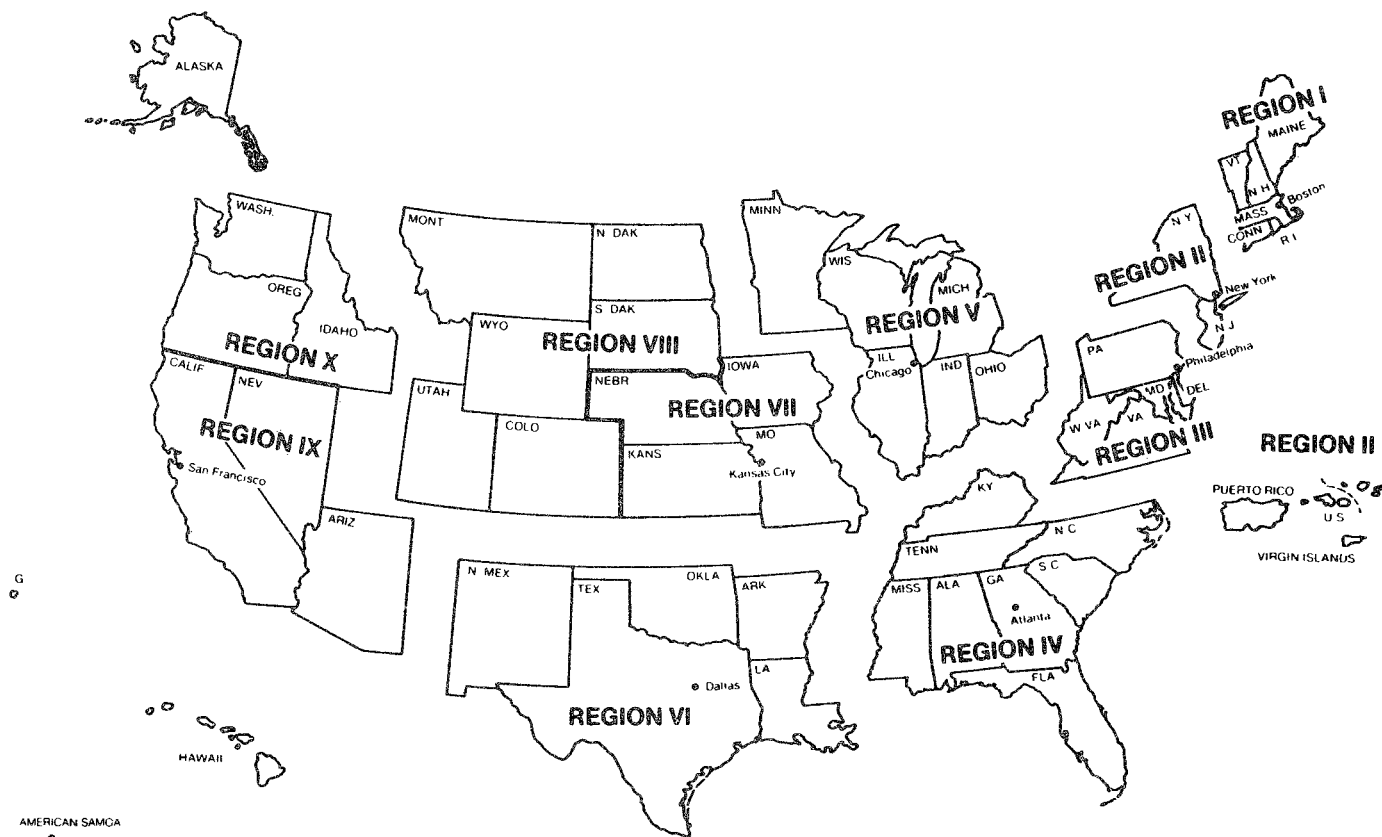 ALASKA
REGION I
MAINE
VT
N H
Boston
MASS
CONN
R I
WASH.
MONT
N DAK
MINN
N Y
REGION II
WIS
MICH
New York
N J
OREG
S DAK
REGION V
IDAHO
WYO
REGION X
REGION VIII
PA
Philadelphia
CALIF
NEV
UTAH
NEBR
IOWA
ILL
Chicago
IND
OHIO
MD
DEL
REGION VII
W VA
VA
REGION III
REGION IX
COLO
MO
REGION II
KANS
San Francisco
Kansas City
KY
PUERTO RICO
U S
VIRGIN ISLANDS
ARIZ
N C
TENN
S C
G
N MEX
TEX
OKLA
ARK
MISS
ALA
GA
Atlanta
REGION IV
LA
FLA
Dallas
REGION VI
HAWAII
AMERICAN SAMOA